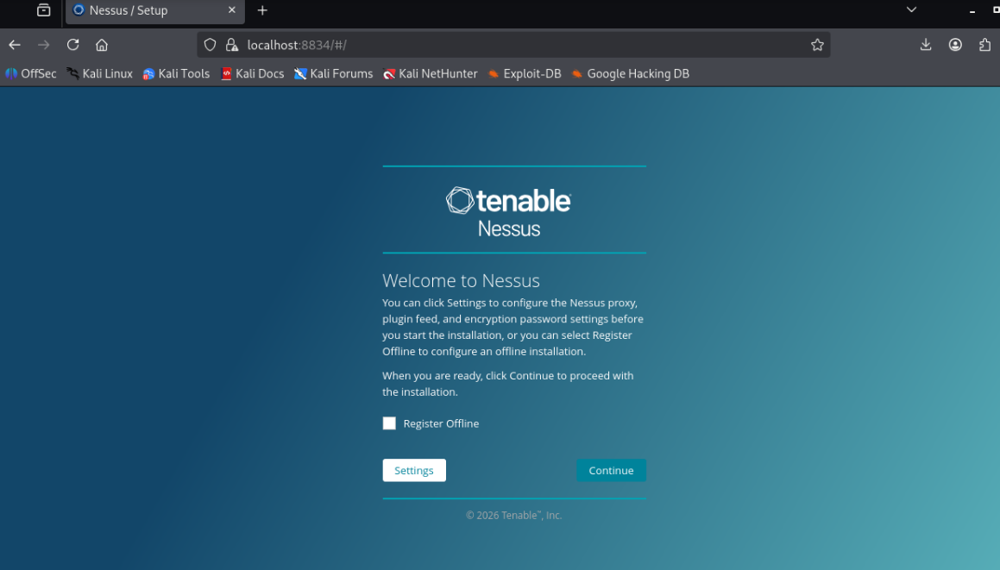 Nessus / Setup
localhost:8834/#/
OffSec Kali Linux Kali Tools Kali Docs Kali Forums Kali NetHunter Exploit-DB Google Hacking DB
tenable
Nessus
Welcome to Nessus
You can click Settings to configure the Nessus proxy,
plugin feed, and encryption password settings before
you start the installation, or you can select Register
Offline to configure an offline installation.
When you are ready, click Continue to proceed with
the installation.
Register Offline
Settings Continue
© 2026 Tenable™, Inc.